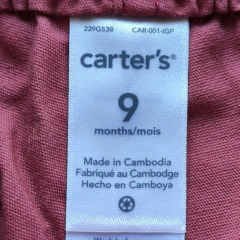 229G538 CAR-001-IGP
carter's®
9
months/mois
Made in Cambodia
Fabriqué au Cambodge
Hecho en Camboya